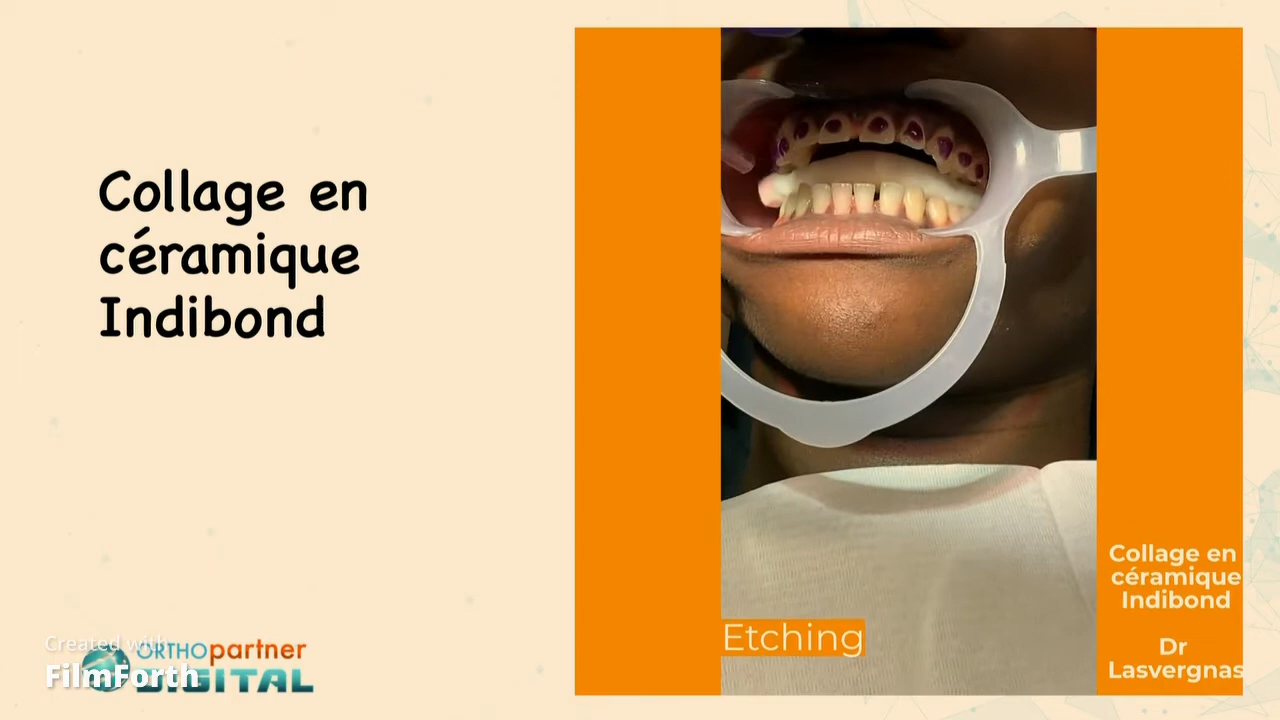 Collage en
céramique
Indibond
Created with
FilmForth
ORTHOpartner
DIGITAL
Etching
Collage en
céramique
Indibond
Dr
Lasvergnas